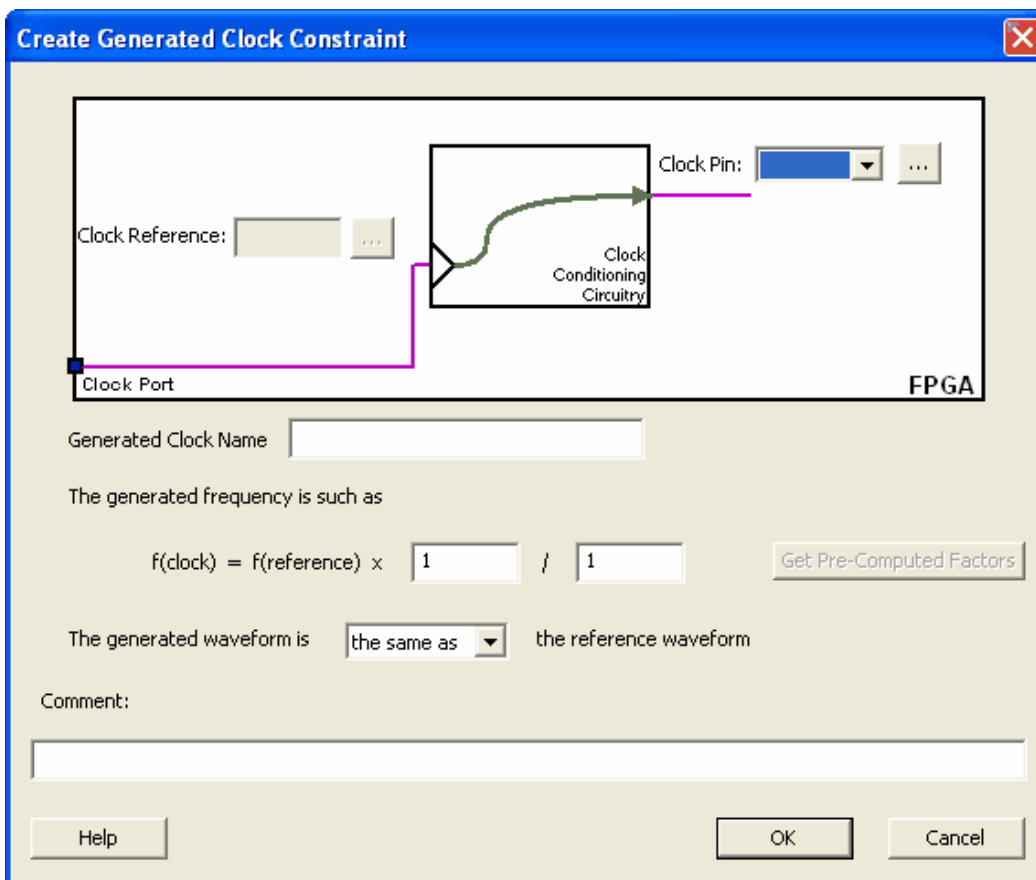 Create Generated Clock Constraint
Clock Pin:
...
Clock Reference:
...
Clock
Conditioning
Circuitry
Clock Port
FPGA
Generated Clock Name
The generated frequency is such as
f(clock) = f(reference) x 1 / 1
Get Pre-Computed Factors
The generated waveform is the same as the reference waveform
Comment:
Help
OK
Cancel